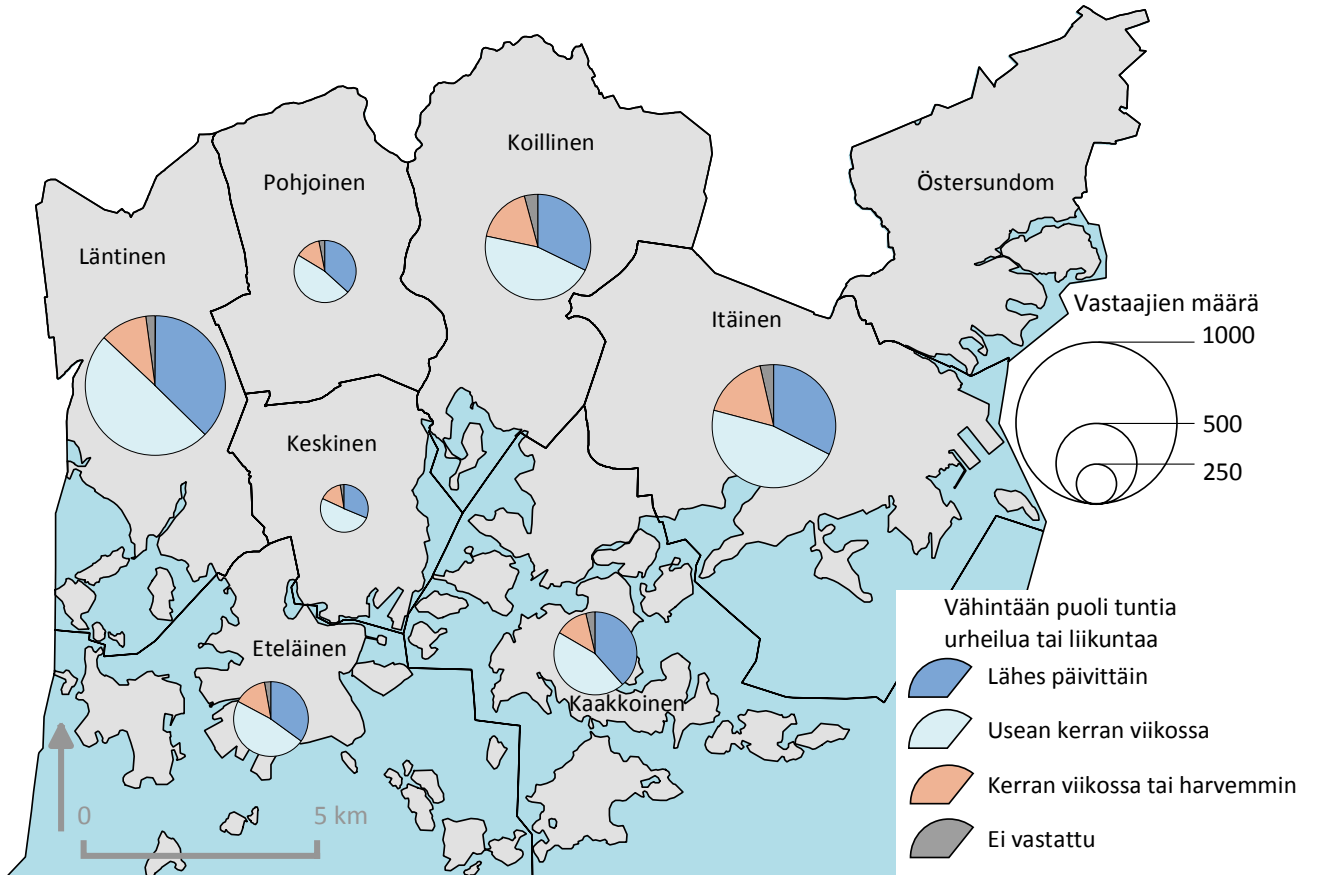 Koillinen
Pohjoinen
Östersundom
Läntinen
Vastaajien määrä
Itäinen
1000
500
Keskinen
250
Vähintään puoli tuntia
urheilua tai liikuntaa
Eteläinen
Lähes päivittäin
Kaakkoinen
Usean kerran viikossa
Kerran viikossa tai harvemmin
0 5 km
Ei vastattu